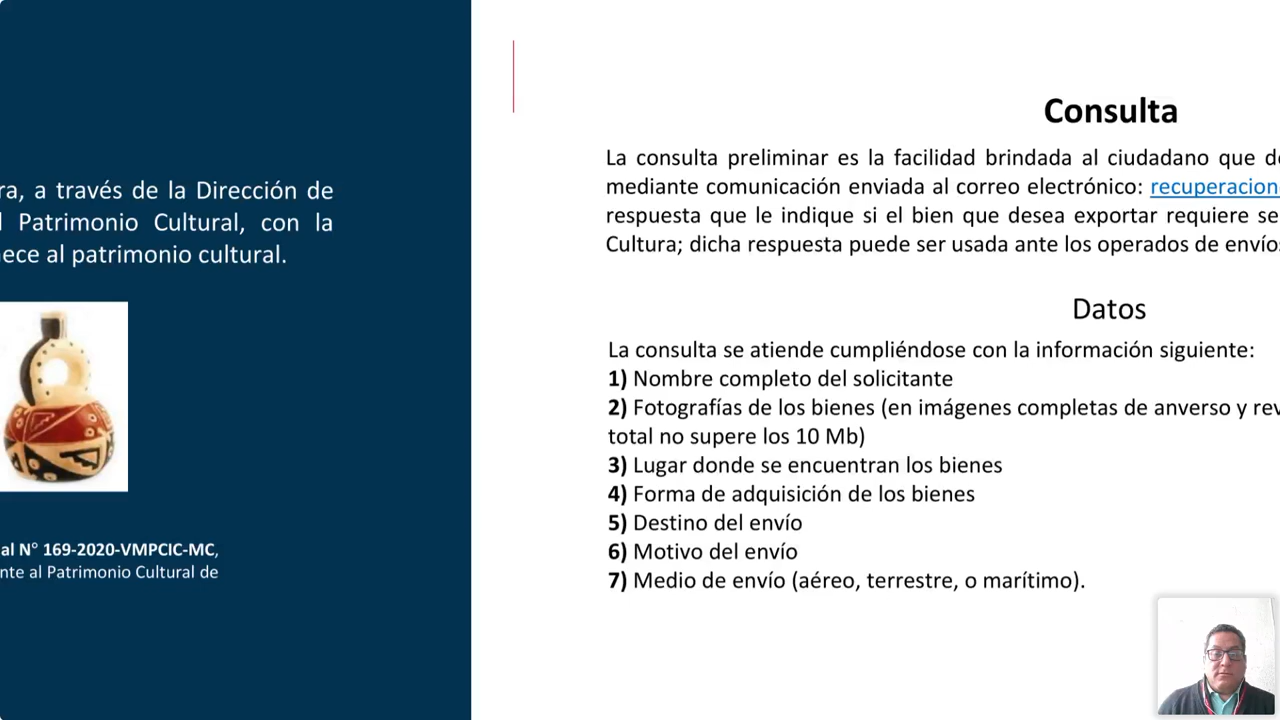 ra, a través de la Dirección de
l Patrimonio Cultural, con la
ece al patrimonio cultural.
al N° 169-2020-VMPCIC-MC,
nte al Patrimonio Cultural de
Consulta
La consulta preliminar es la facilidad brindada al ciudadano que de
mediante comunicación enviada al correo electrónico: recuperacion
respuesta que le indique si el bien que desea exportar requiere se
Cultura; dicha respuesta puede ser usada ante los operados de envío
Datos
La consulta se atiende cumpliéndose con la información siguiente:
1) Nombre completo del solicitante
2) Fotografías de los bienes (en imágenes completas de anverso y rev
total no supere los 10 Mb)
3) Lugar donde se encuentran los bienes
4) Forma de adquisición de los bienes
5) Destino del envío
6) Motivo del envío
7) Medio de envío (aéreo, terrestre, o marítimo).